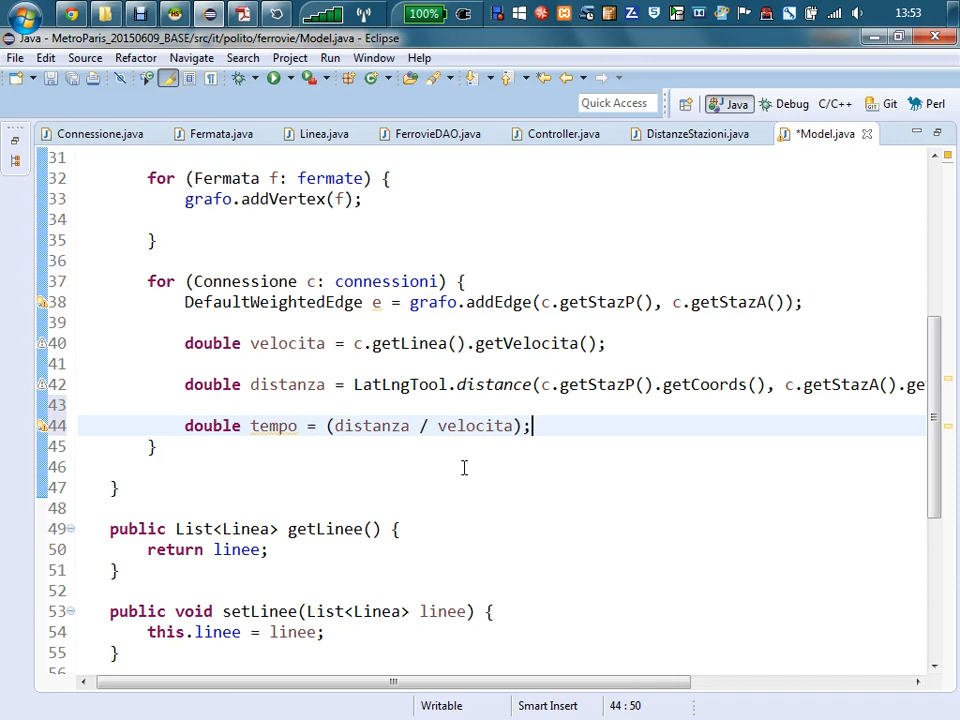 100%
13:53
Java - MetroParis_20150609_BASE/src/it/polito/ferrovie/Model.java - Eclipse
File Edit Source Refactor Navigate Search Project Run Window Help
Quick Access
Java Debug C/C++ Git Perl
Connessione.java Fermata.java Linea.java FerrovieDAO.java Controller.java DistanzeStazioni.java *Model.java
31
32 for (Fermata f: fermate) {
33 grafo.addVertex(f);
34
35 }
36
37 for (Connessione c: connessioni) {
38 DefaultWeightedEdge e = grafo.addEdge(c.getStazP(), c.getStazA());
39
40 double velocita = c.getLinea().getVelocita();
41
42 double distanza = LatLngTool.distance(c.getStazP().getCoords(), c.getStazA().ge
43
44 double tempo = (distanza / velocita);
45 }
46
47 }
48
49 public List<Linea> getLinee() {
50 return linee;
51 }
52
53 public void setLinee(List<Linea> linee) {
54 this.linee = linee;
55 }
56
Writable Smart Insert 44 : 50